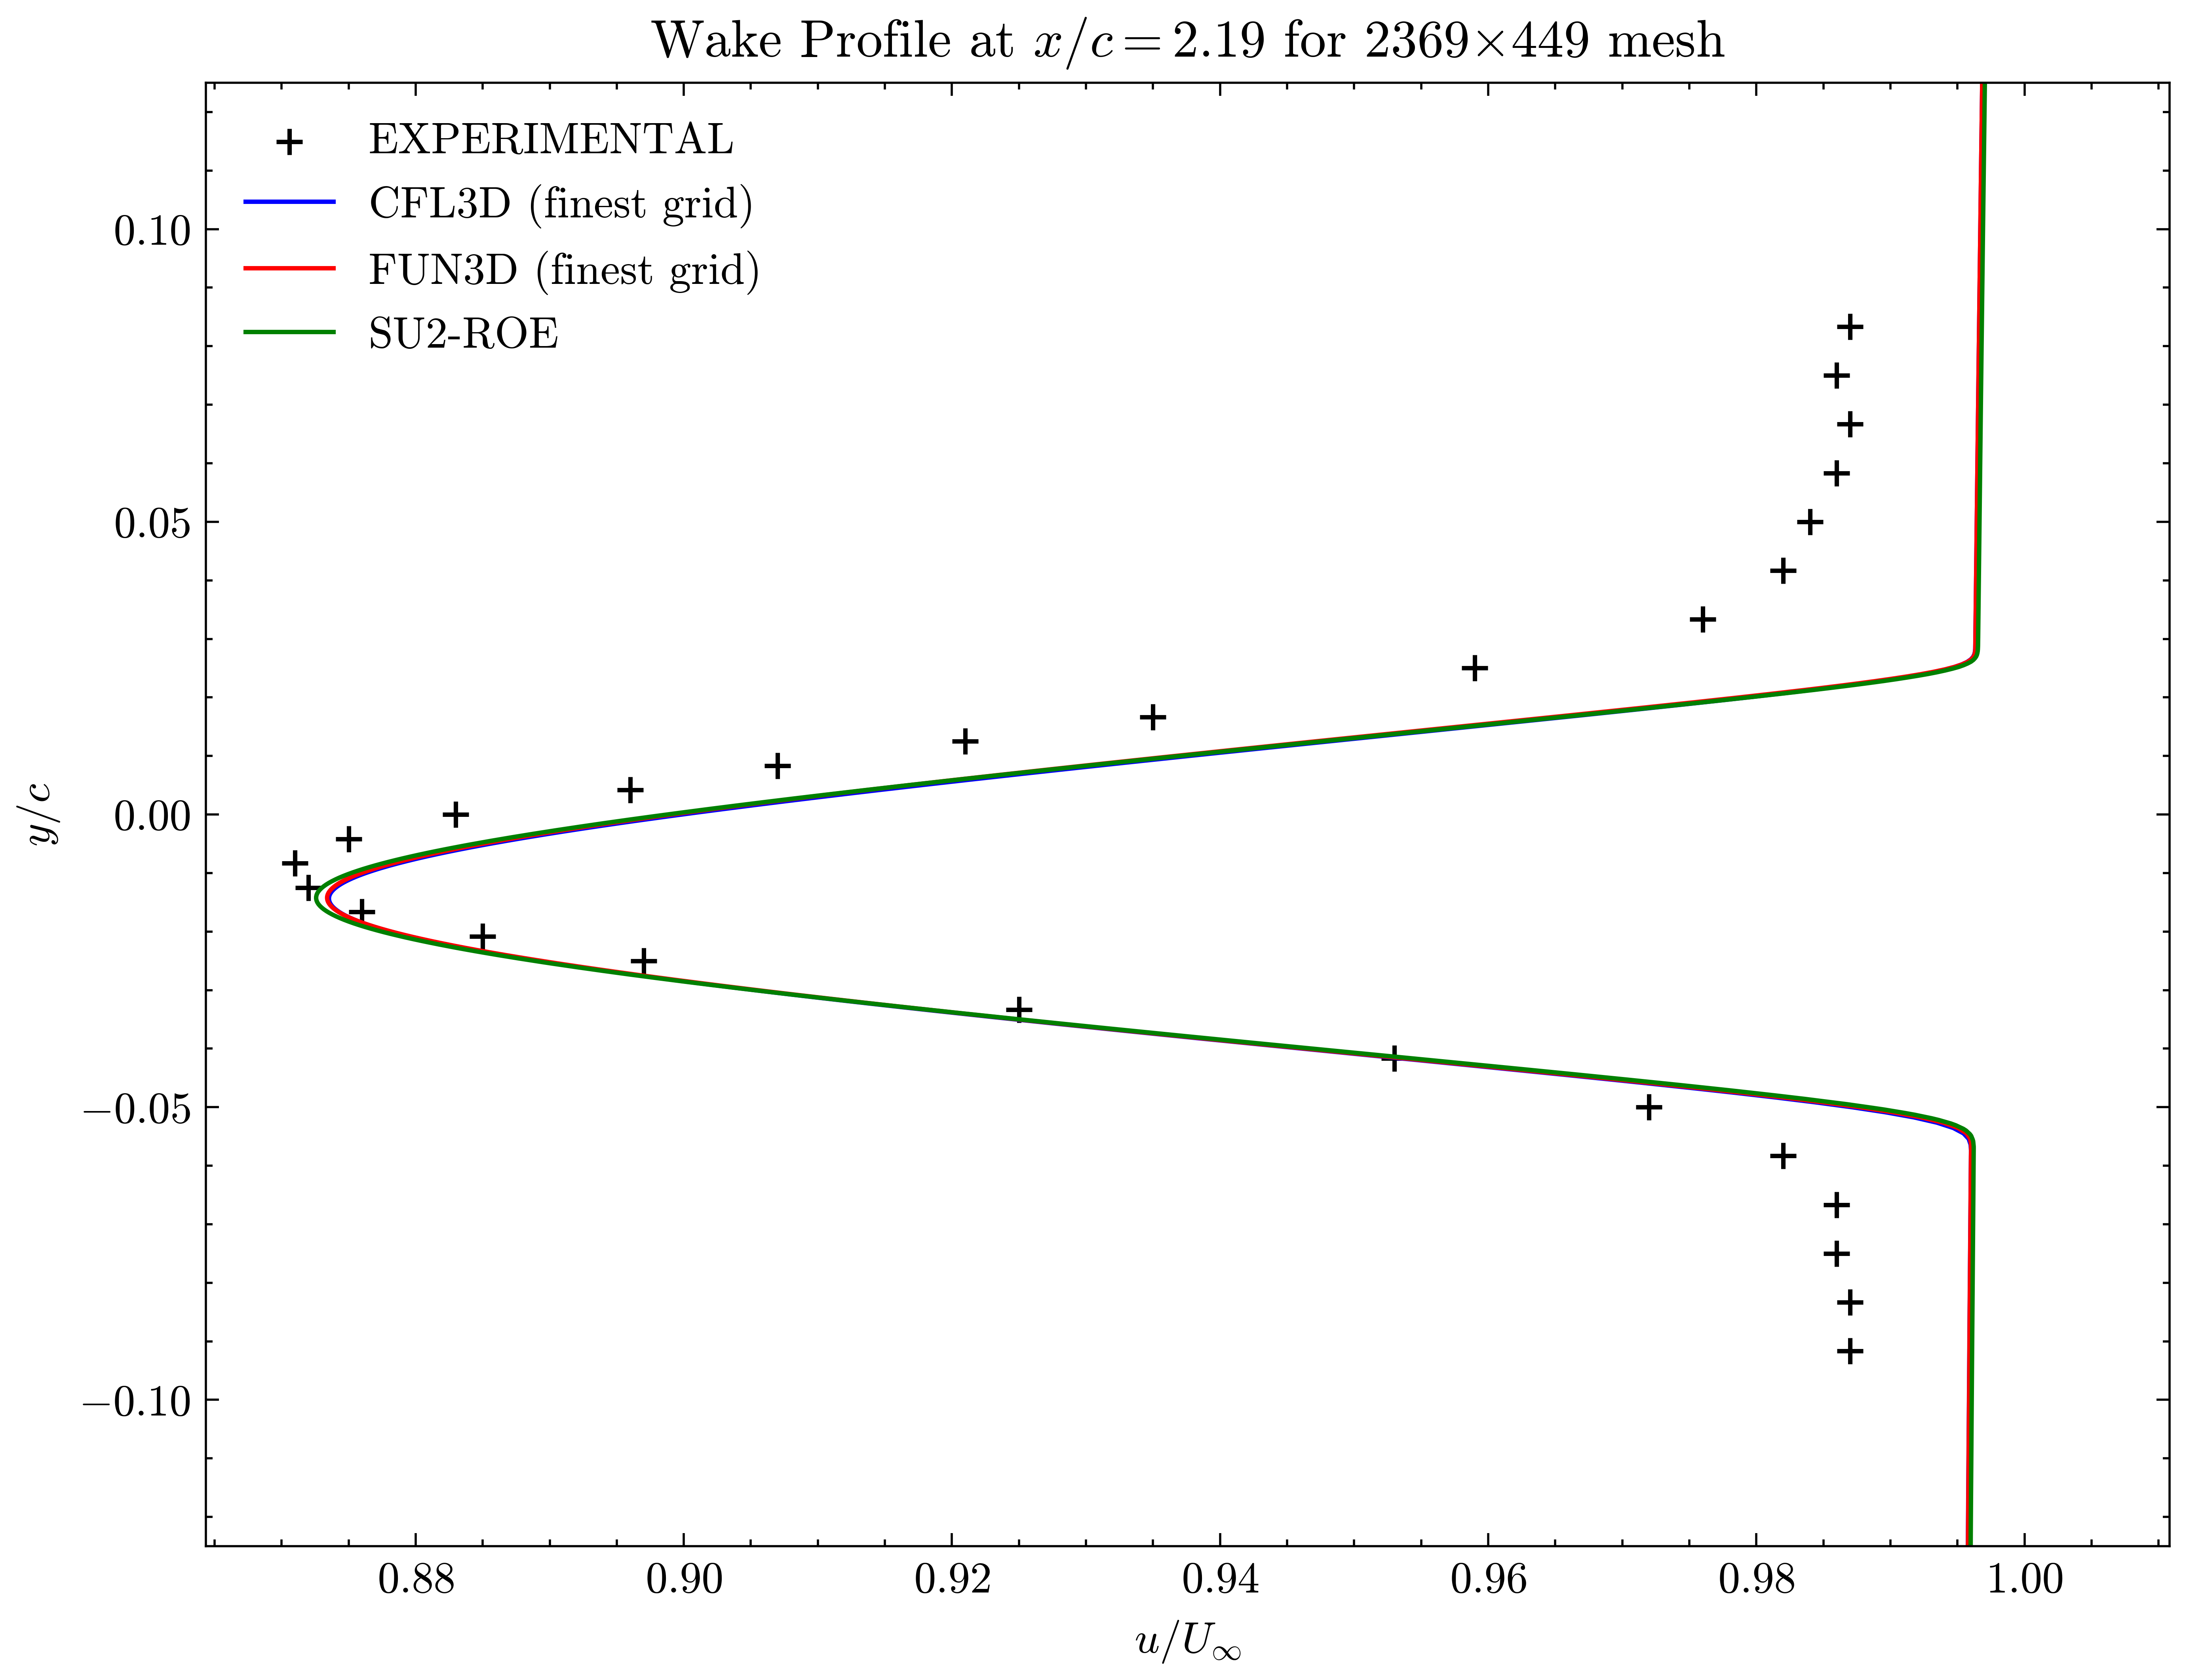 Wake Profile at x/c = 2.19 for 2369×449 mesh
EXPERIMENTAL
CFL3D (finest grid)
FUN3D (finest grid)
SU2-ROE
0.10
0.05
0.00
−0.05
−0.10
y/c
0.88 0.90 0.92 0.94 0.96 0.98 1.00
u/U∞